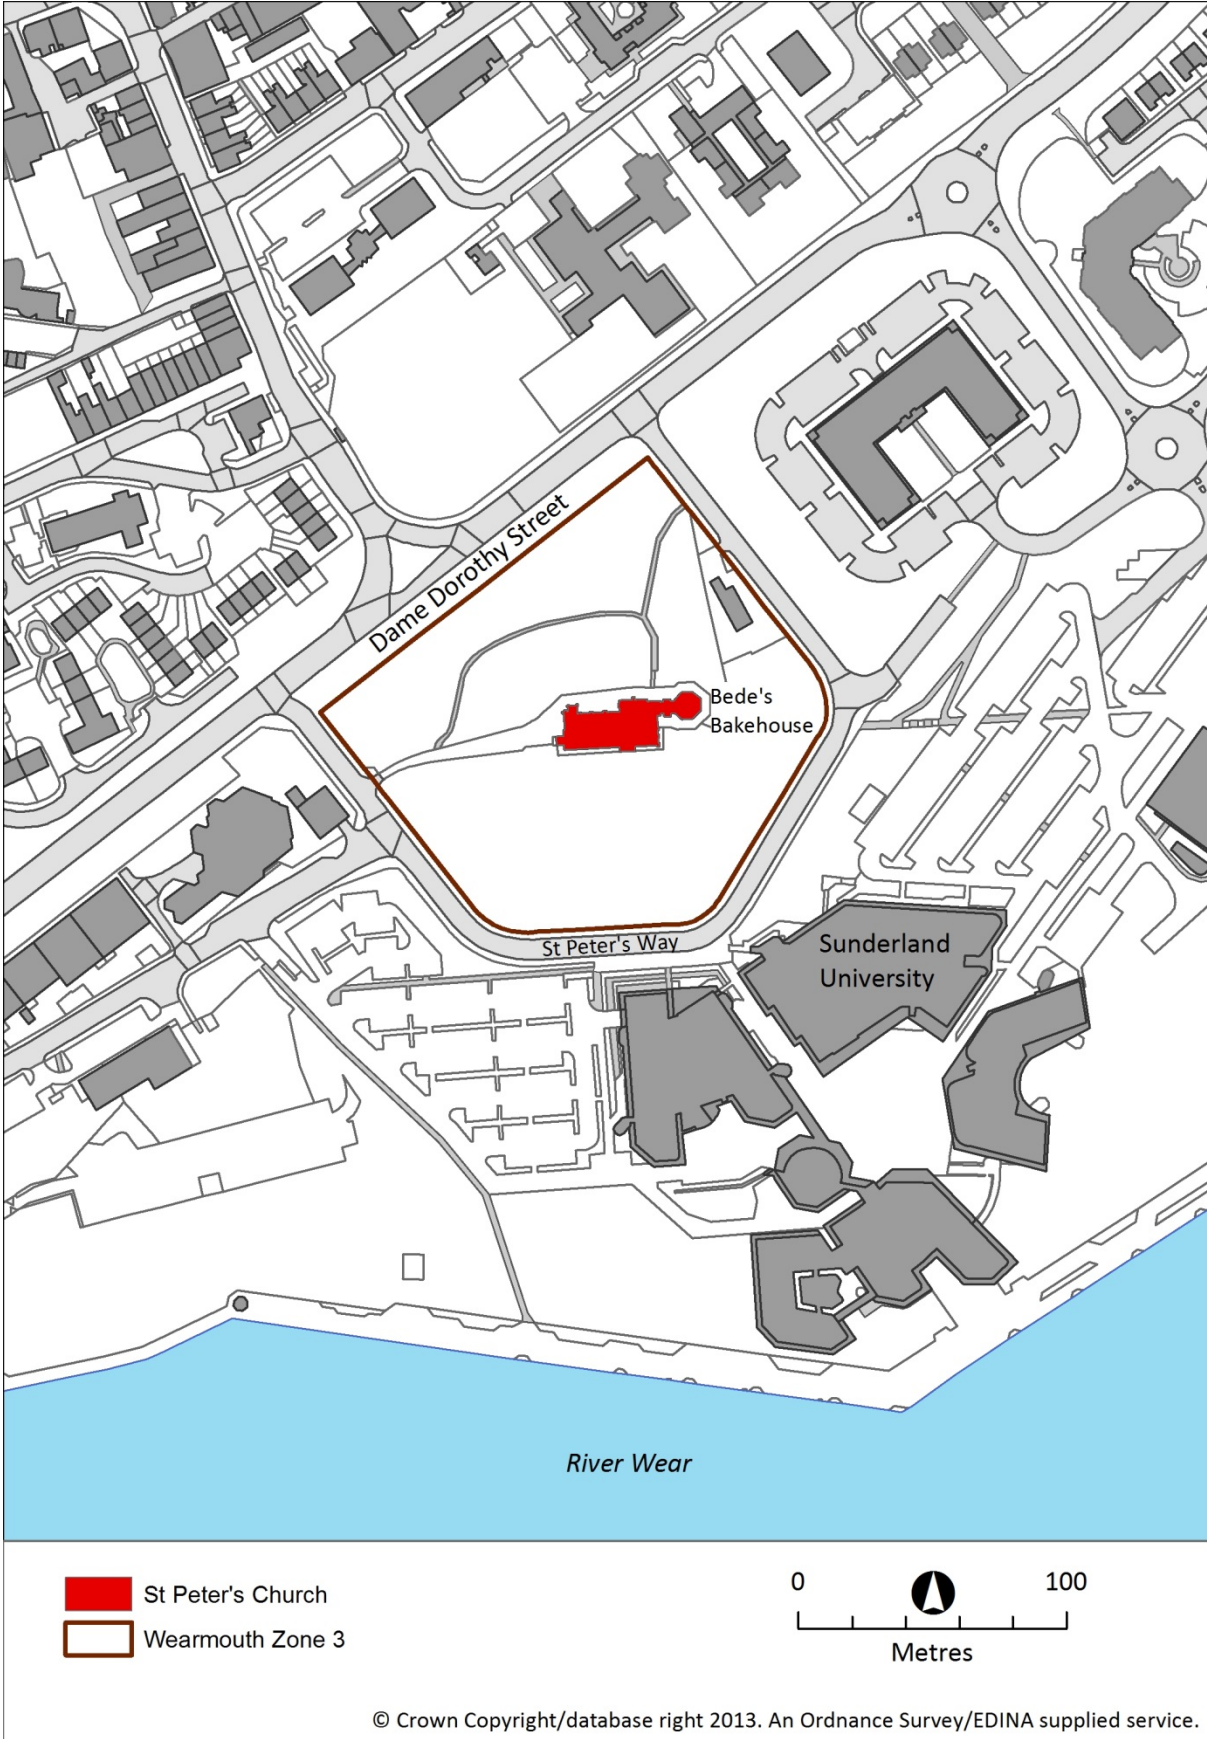 Dame Dorothy Street
Bede's
Bakehouse
St Peter's Way
Sunderland
University
River Wear
St Peter's Church
Wearmouth Zone 3
0 100
Metres
© Crown Copyright/database right 2013. An Ordnance Survey/EDINA supplied service.